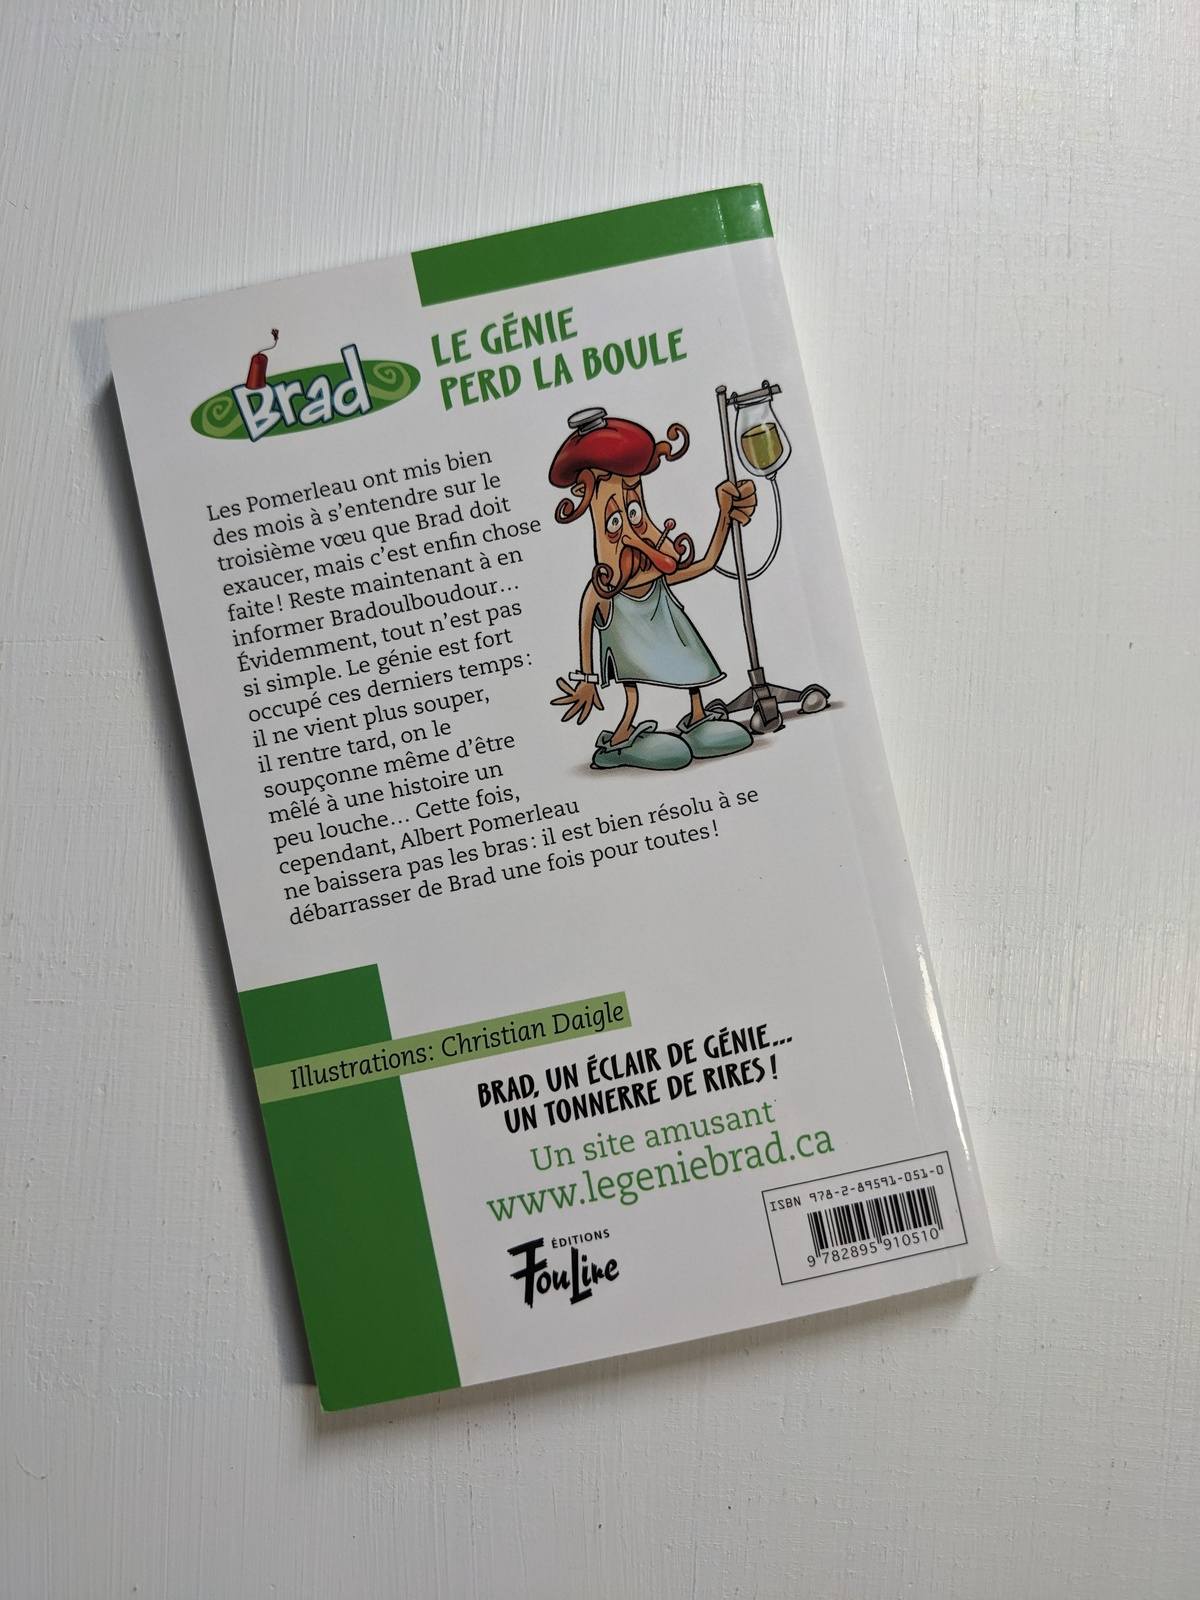 Brad
LE GÉNIE
PERD LA BOULE
Les Pomerleau ont mis bien
des mois à s'entendre sur le
troisième vœu que Brad doit
exaucer, mais c'est enfin chose
faite ! Reste maintenant à en
informer Bradoulboudour...
Évidemment, tout n'est pas
si simple. Le génie est fort
occupé ces derniers temps :
il ne vient plus souper,
il rentre tard, on le
soupçonne même d'être
mêlé à une histoire un
peu louche... Cette fois,
cependant, Albert Pomerleau
ne baissera pas les bras : il est bien résolu à se
débarrasser de Brad une fois pour toutes !
Illustrations : Christian Daigle
BRAD, UN ÉCLAIR DE GÉNIE...
UN TONNERRE DE RIRES !
Un site amusant
www.legeniebrad.ca
ÉDITIONS
FouLire
ISBN 978-2-89591-051-0
9 782895 910510